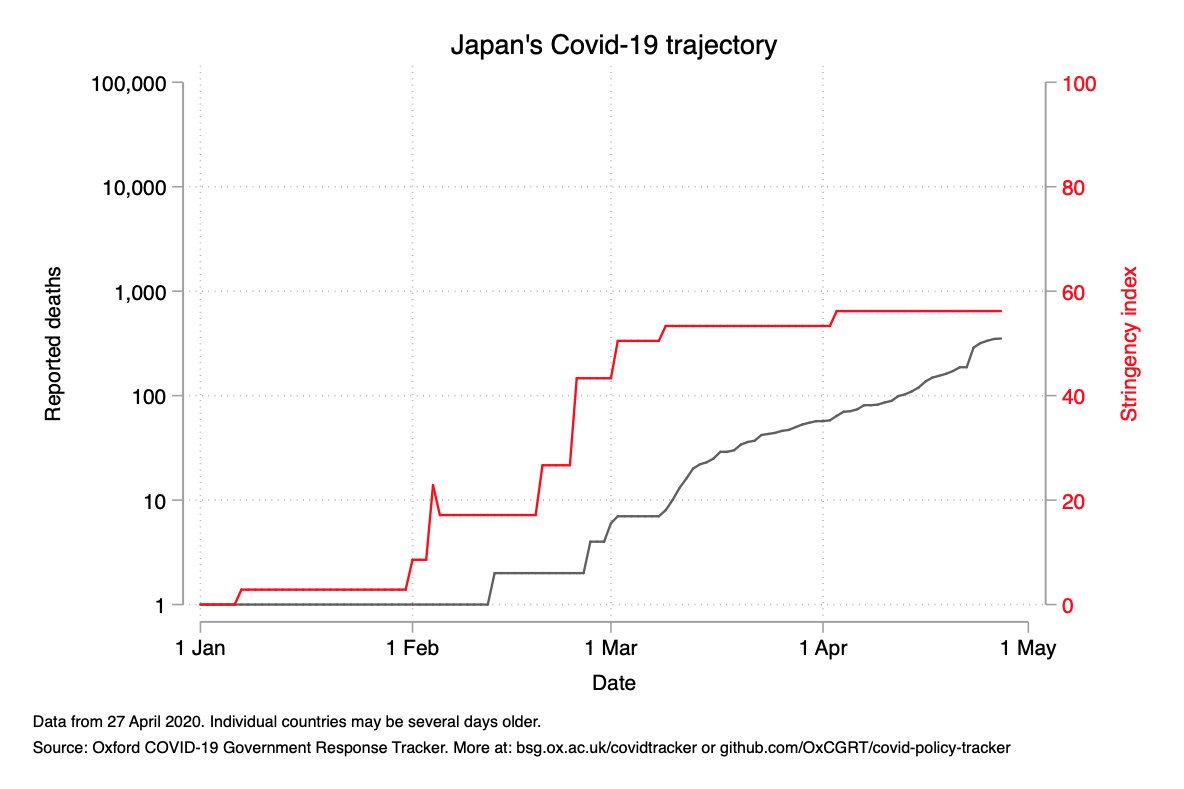 Japan's Covid-19 trajectory
100,000
10,000
1,000
100
10
1
Reported deaths
100
80
60
40
20
0
Stringency index
1 Jan
1 Feb
1 Mar
1 Apr
1 May
Date
Data from 27 April 2020. Individual countries may be several days older.
Source: Oxford COVID-19 Government Response Tracker. More at: bsg.ox.ac.uk/covidtracker or github.com/OxCGRT/covid-policy-tracker